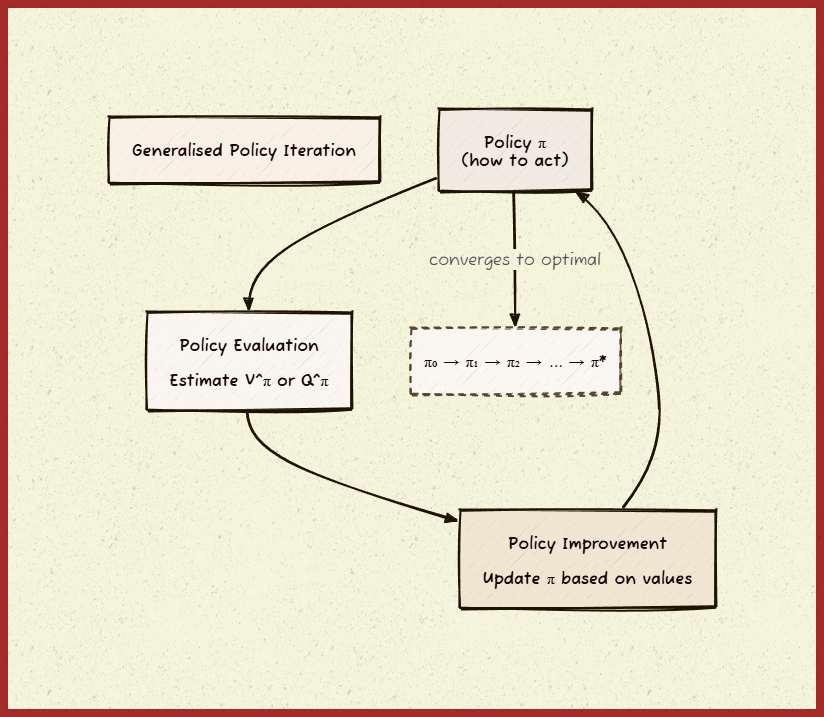 Generalised Policy Iteration
Policy π
(how to act)
converges to optimal
Policy Evaluation
Estimate V^π or Q^π
π₀ → π₁ → π₂ → ... → π*
Policy Improvement
Update π based on values